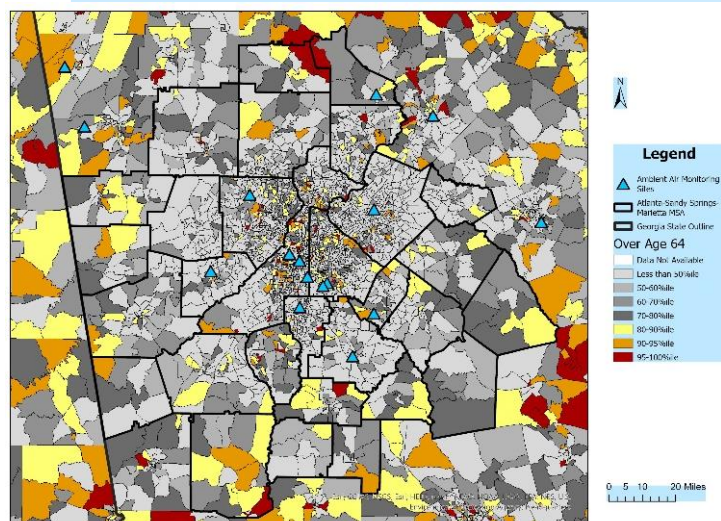 N
Legend
Ambient Air Monitoring
Sites
Atlanta-Sandy Springs-
Marietta MSA
Georgia State Outline
Over Age 64
Data Not Available
Less than 50%ile
50-60%ile
60-70%ile
70-80%ile
80-90%ile
90-95%ile
95-100%ile
0 5 10 20 Miles